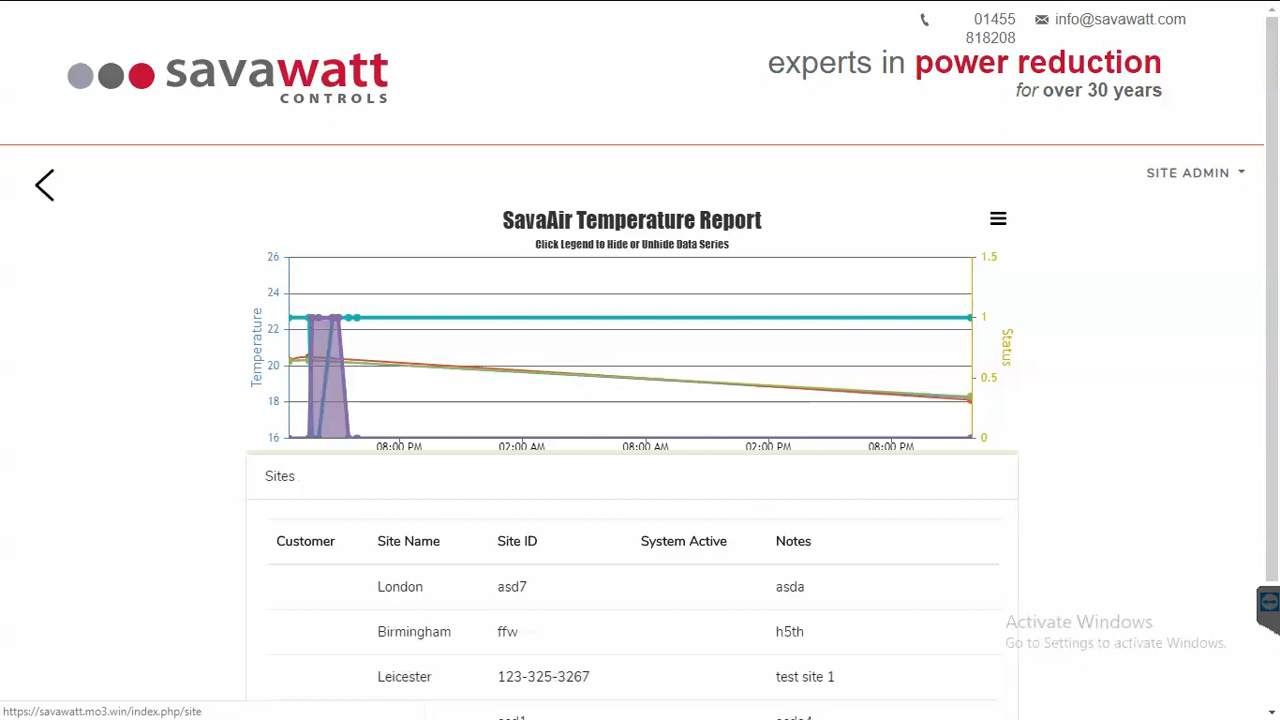 01455
818208
info@savawatt.com
savawatt
CONTROLS
experts in power reduction
for over 30 years
SITE ADMIN
SavaAir Temperature Report
Click Legend to Hide or Unhide Data Series
26
24
22
20
18
16
Temperature
1.5
1
0.5
0
Status
08:00 PM
02:00 AM
08:00 AM
02:00 PM
08:00 PM
Sites
Customer Site Name Site ID System Active Notes
London asd7 asda
Birmingham ffw h5th
Leicester 123-325-3267 test site 1
Activate Windows
Go to Settings to activate Windows.
https://savawatt.mo3.win/index.php/site